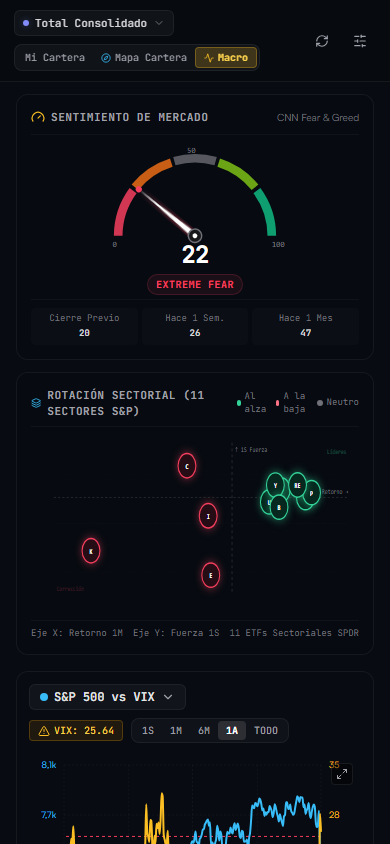 Total Consolidado
Mi Cartera Mapa Cartera Macro
SENTIMIENTO DE MERCADO CNN Fear & Greed
50
0 100
22
EXTREME FEAR
Cierre Previo Hace 1 Sem. Hace 1 Mes
20 26 47
ROTACIÓN SECTORIAL (11 SECTORES S&P)
Al alza A la baja Neutro
↑ 1S Fuerza
Líderes
C
Y RE P
Retorno
B
I
K
E
Corrección
Eje X: Retorno 1M Eje Y: Fuerza 1S 11 ETFs Sectoriales SPDR
S&P 500 vs VIX
VIX: 25.64 1S 1M 6M 1A TODO
8,1k 35
7,7k 28